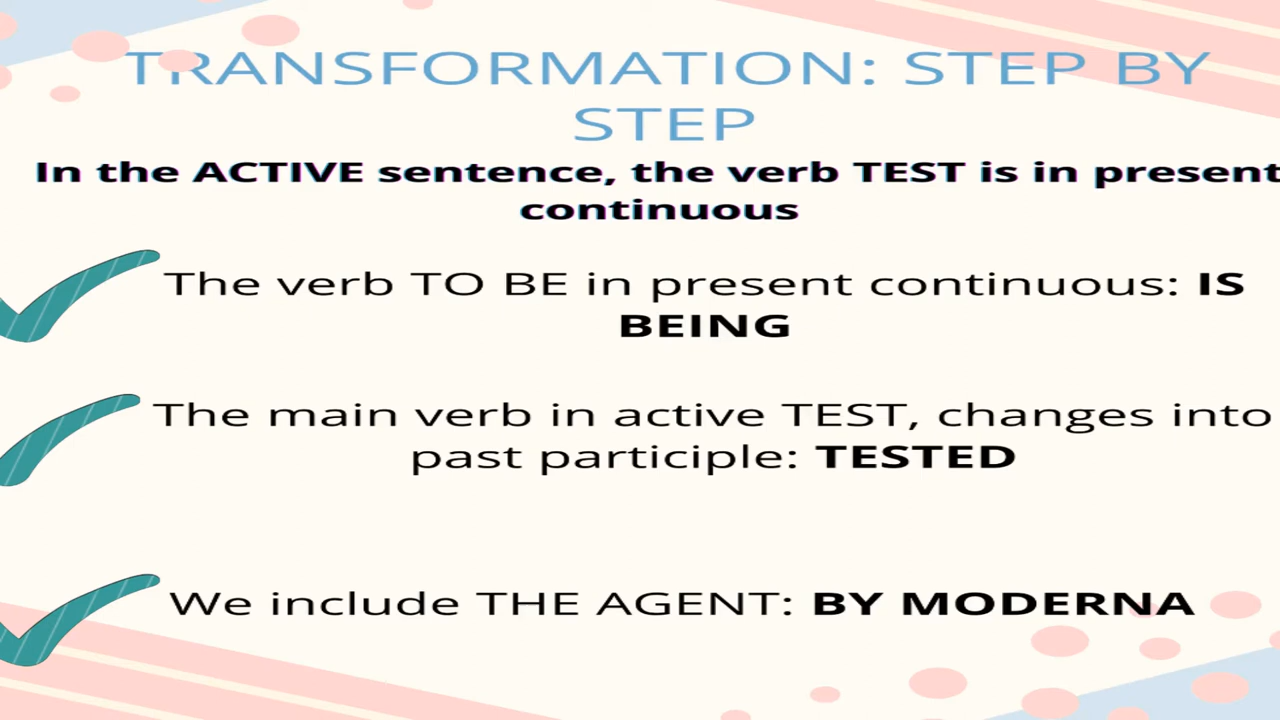 TRANSFORMATION: STEP BY
STEP
In the ACTIVE sentence, the verb TEST is in present
continuous
The verb TO BE in present continuous: IS
BEING
The main verb in active TEST, changes into
past participle: TESTED
We include THE AGENT: BY MODERNA